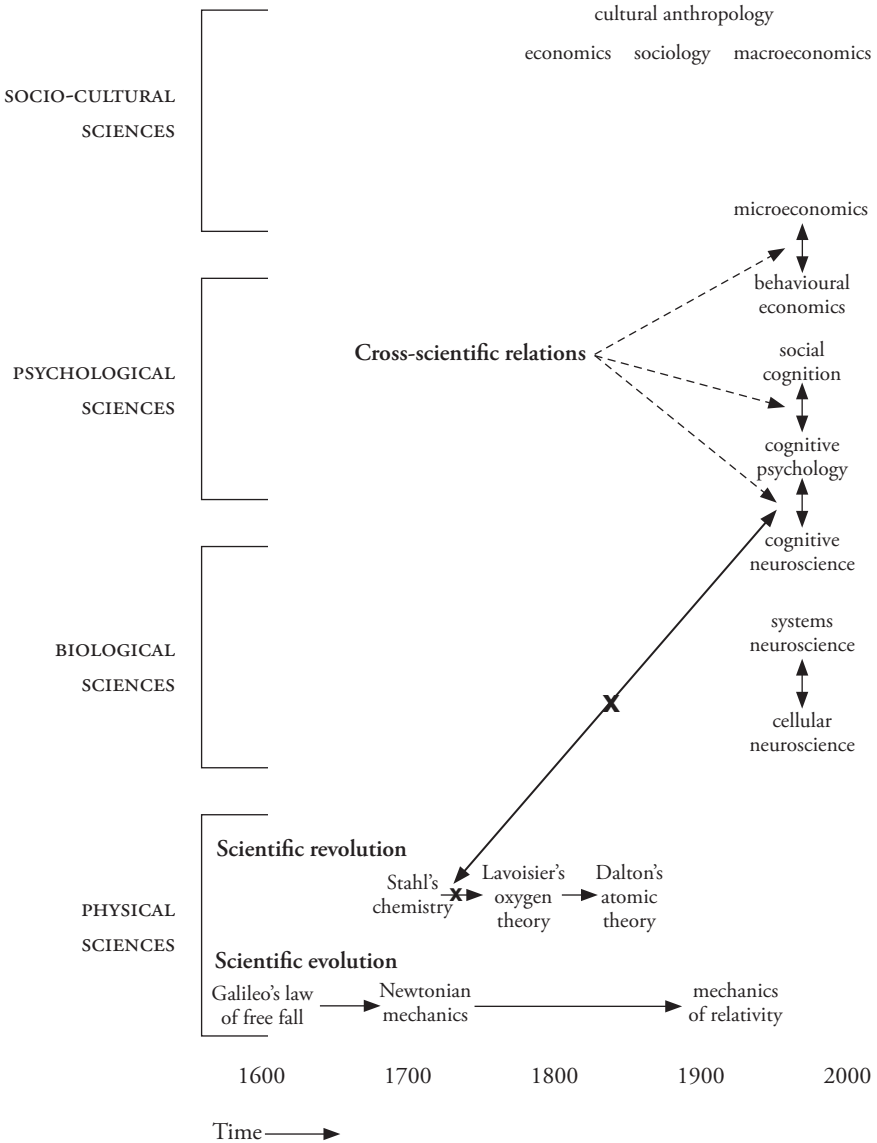 cultural anthropology
economics sociology macroeconomics
SOCIO-CULTURAL
SCIENCES
microeconomics
behavioural
economics
Cross-scientific relations
social
cognition
PSYCHOLOGICAL
SCIENCES
cognitive
psychology
cognitive
neuroscience
systems
neuroscience
BIOLOGICAL
SCIENCES
X
cellular
neuroscience
Scientific revolution
Stahl's
chemistry
X
Lavoisier's
oxygen
theory
Dalton's
atomic
theory
PHYSICAL
SCIENCES
Scientific evolution
Galileo's law
of free fall
Newtonian
mechanics
mechanics
of relativity
1600 1700 1800 1900 2000
Time